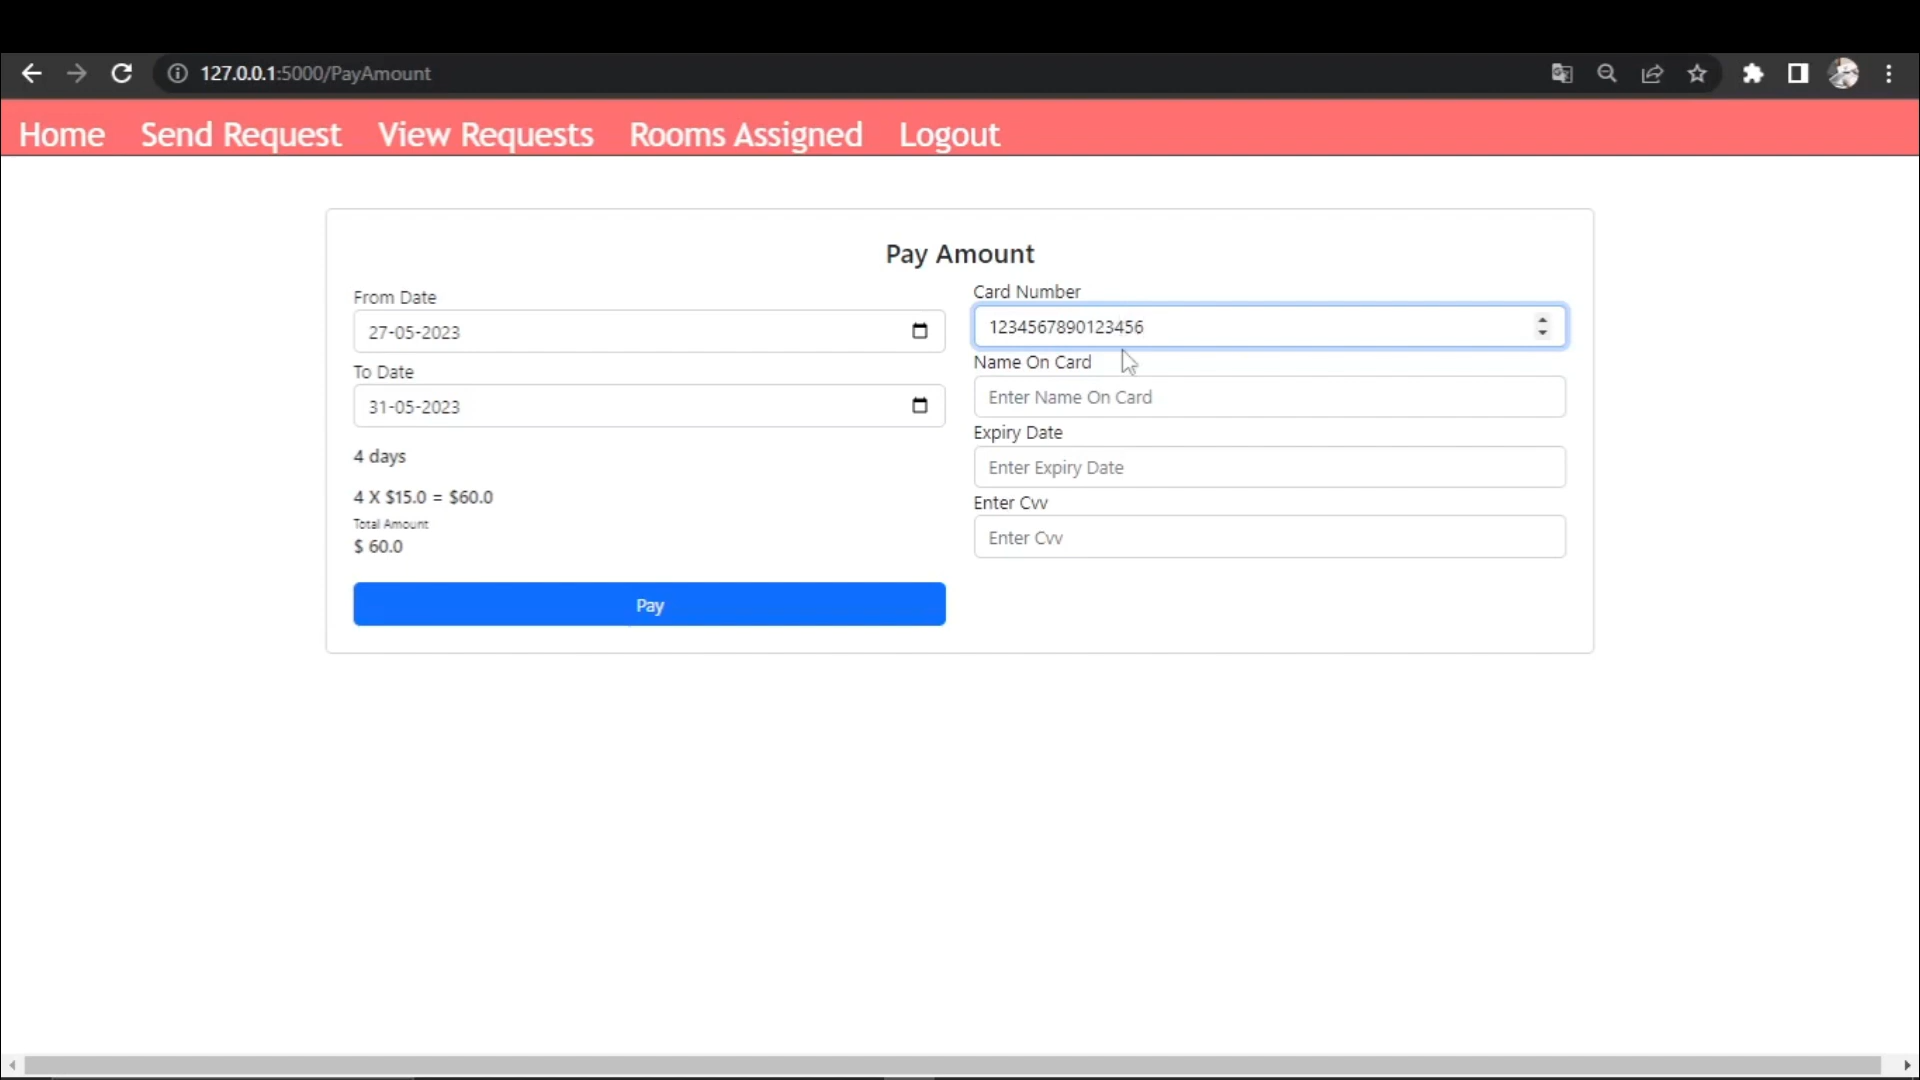 127.0.0.1:5000/PayAmount
Home Send Request View Requests Rooms Assigned Logout
Pay Amount
From Date
27-05-2023
To Date
31-05-2023
4 days
4 X $15.0 = $60.0
Total Amount
$ 60.0
Pay
Card Number
1234567890123456
Name On Card
Enter Name On Card
Expiry Date
Enter Expiry Date
Enter Cvv
Enter Cvv